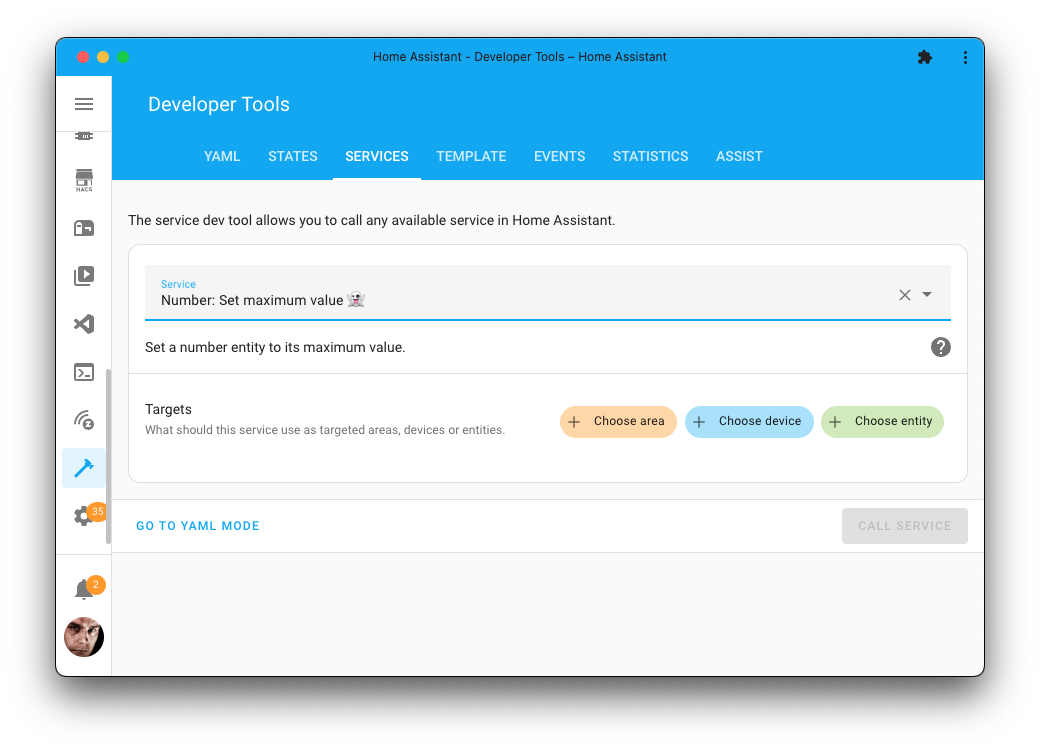 Home Assistant - Developer Tools – Home Assistant
Developer Tools
YAML STATES SERVICES TEMPLATE EVENTS STATISTICS ASSIST
HACS
The service dev tool allows you to call any available service in Home Assistant.
Service
Number: Set maximum value 👻
Set a number entity to its maximum value.
Targets
What should this service use as targeted areas, devices or entities.
Choose area Choose device Choose entity
35
GO TO YAML MODE CALL SERVICE
2